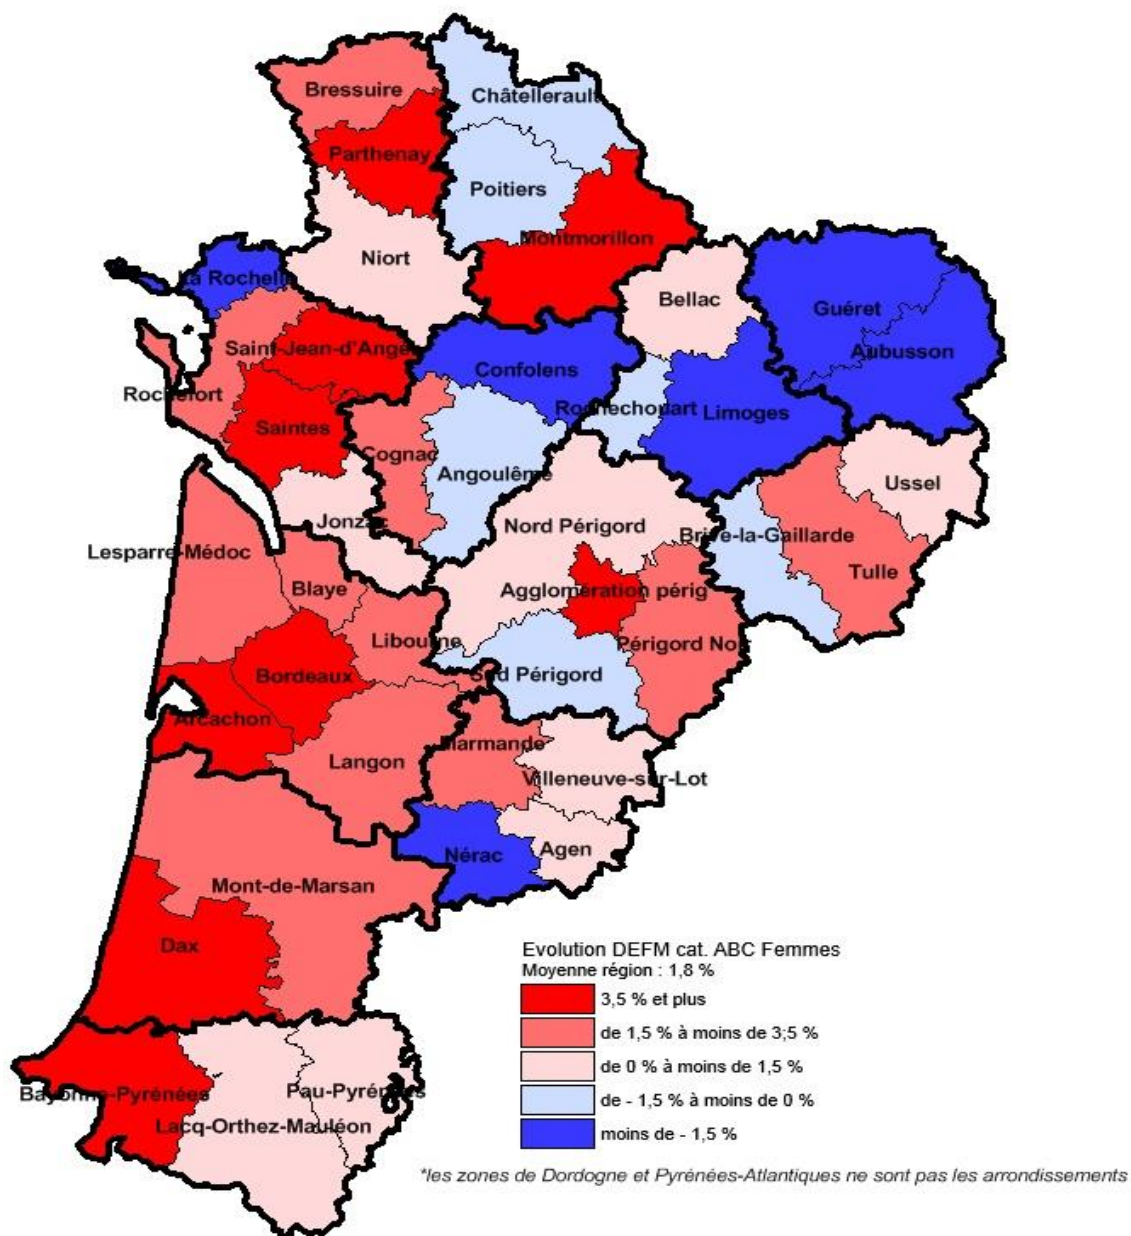 Bressuire
Châtellerault
Parthenay
Poitiers
Montmorillon
Niort
La Rochelle
Bellac
Guéret
Saint-Jean-d'Angé
Aubusson
Confolens
Rochefort
Rochechouart
Limoges
Saintes
Cognac
Angoulême
Ussel
Jonzac
Nord Périgord
Brive-la-Gaillarde
Lesparre-Médoc
Tulle
Blaye
Agglomération périg
Libourne
Périgord Noir
Bordeaux
Sud Périgord
Arcachon
Marmande
Langon
Villeneuve-sur-Lot
Nérac
Agen
Mont-de-Marsan
Dax
Evolution DEFM cat. ABC Femmes
Moyenne région : 1,8 %
3,5 % et plus
de 1,5 % à moins de 3;5 %
de 0 % à moins de 1,5 %
de - 1,5 % à moins de 0 %
moins de - 1,5 %
Bayonne-Pyrénées
Pau-Pyrénées
Lacq-Orthez-Mauléon
*les zones de Dordogne et Pyrénées-Atlantiques ne sont pas les arrondissements